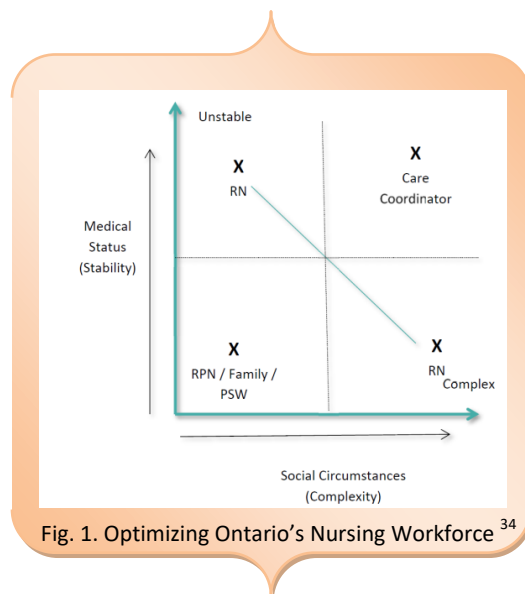 Unstable
X
RN
X
Care
Coordinator
Medical
Status
(Stability)
X
RPN / Family /
PSW
X
RN
Complex
Social Circumstances
(Complexity)
Fig. 1. Optimizing Ontario's Nursing Workforce 34